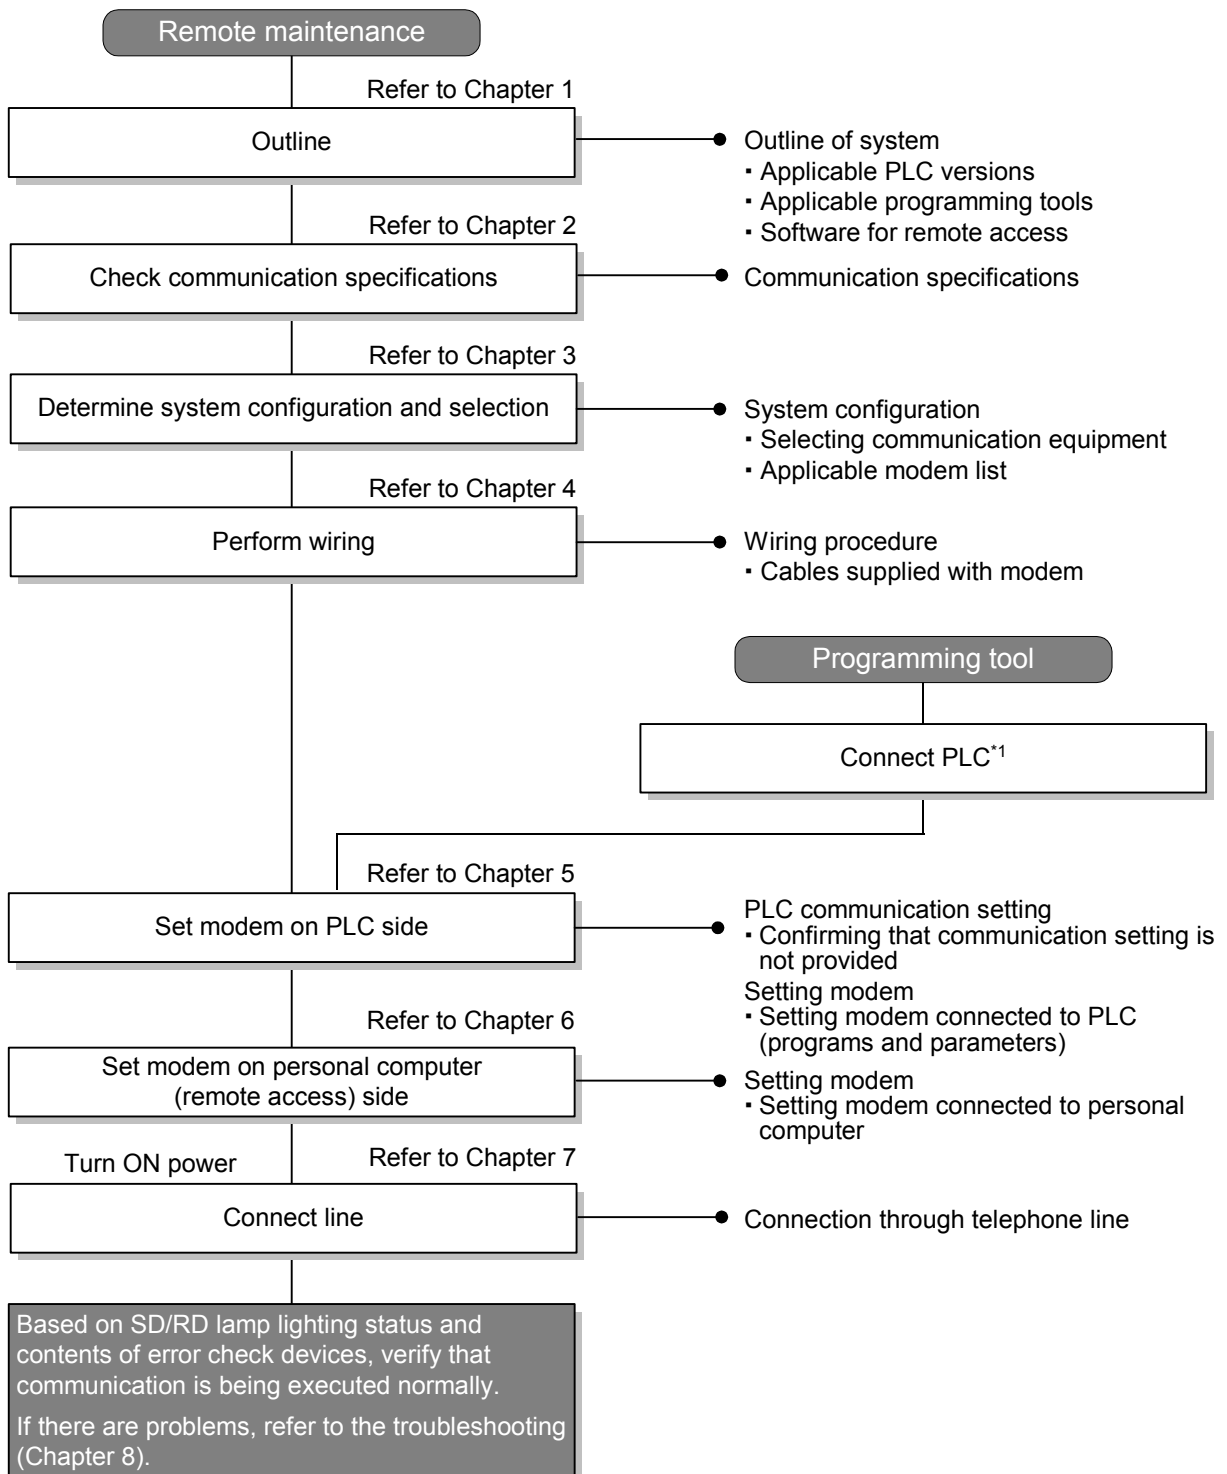 Remote maintenance
Refer to Chapter 1
Outline
Outline of system
・Applicable PLC versions
・Applicable programming tools
・Software for remote access
Refer to Chapter 2
Check communication specifications
Communication specifications
Refer to Chapter 3
Determine system configuration and selection
System configuration
・Selecting communication equipment
・Applicable modem list
Refer to Chapter 4
Perform wiring
Wiring procedure
・Cables supplied with modem
Programming tool
Connect PLC*1
Refer to Chapter 5
Set modem on PLC side
PLC communication setting
・Confirming that communication setting is
not provided
Setting modem
・Setting modem connected to PLC
(programs and parameters)
Refer to Chapter 6
Set modem on personal computer
(remote access) side
Setting modem
・Setting modem connected to personal
computer
Turn ON power
Refer to Chapter 7
Connect line
Connection through telephone line
Based on SD/RD lamp lighting status and
contents of error check devices, verify that
communication is being executed normally.
If there are problems, refer to the troubleshooting
(Chapter 8).